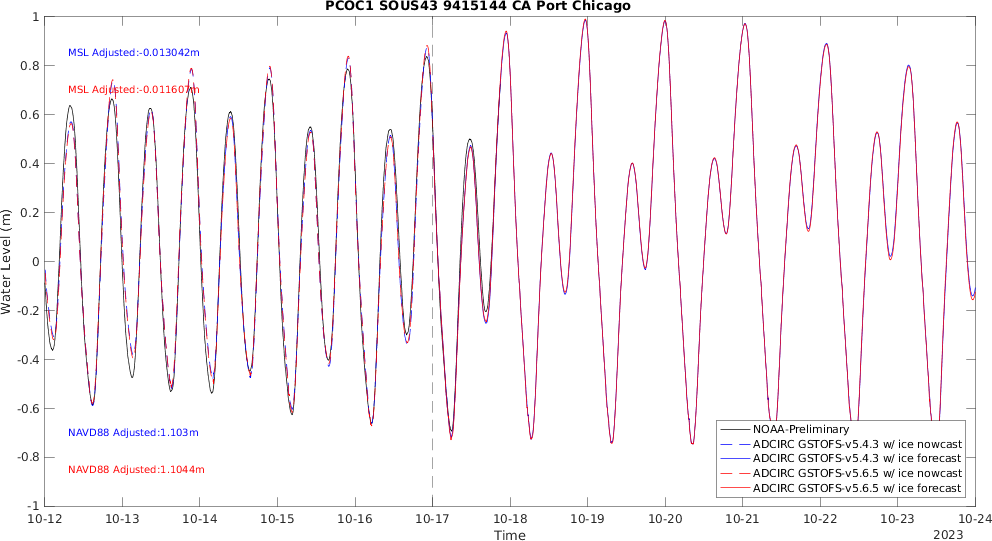 PCOC1 SOUS43 9415144 CA Port Chicago
MSL Adjusted:-0.013042m
MSL Adjusted:-0.011607m
NAVD88 Adjusted:1.103m
NAVD88 Adjusted:1.1044m
Water Level (m)
1
0.8
0.6
0.4
0.2
0
-0.2
-0.4
-0.6
-0.8
-1
NOAA-Preliminary
ADCIRC GSTOFS-v5.4.3 w/ ice nowcast
ADCIRC GSTOFS-v5.4.3 w/ ice forecast
ADCIRC GSTOFS-v5.6.5 w/ ice nowcast
ADCIRC GSTOFS-v5.6.5 w/ ice forecast
10-12 10-13 10-14 10-15 10-16 10-17 10-18 10-19 10-20 10-21 10-22 10-23 10-24
Time
2023